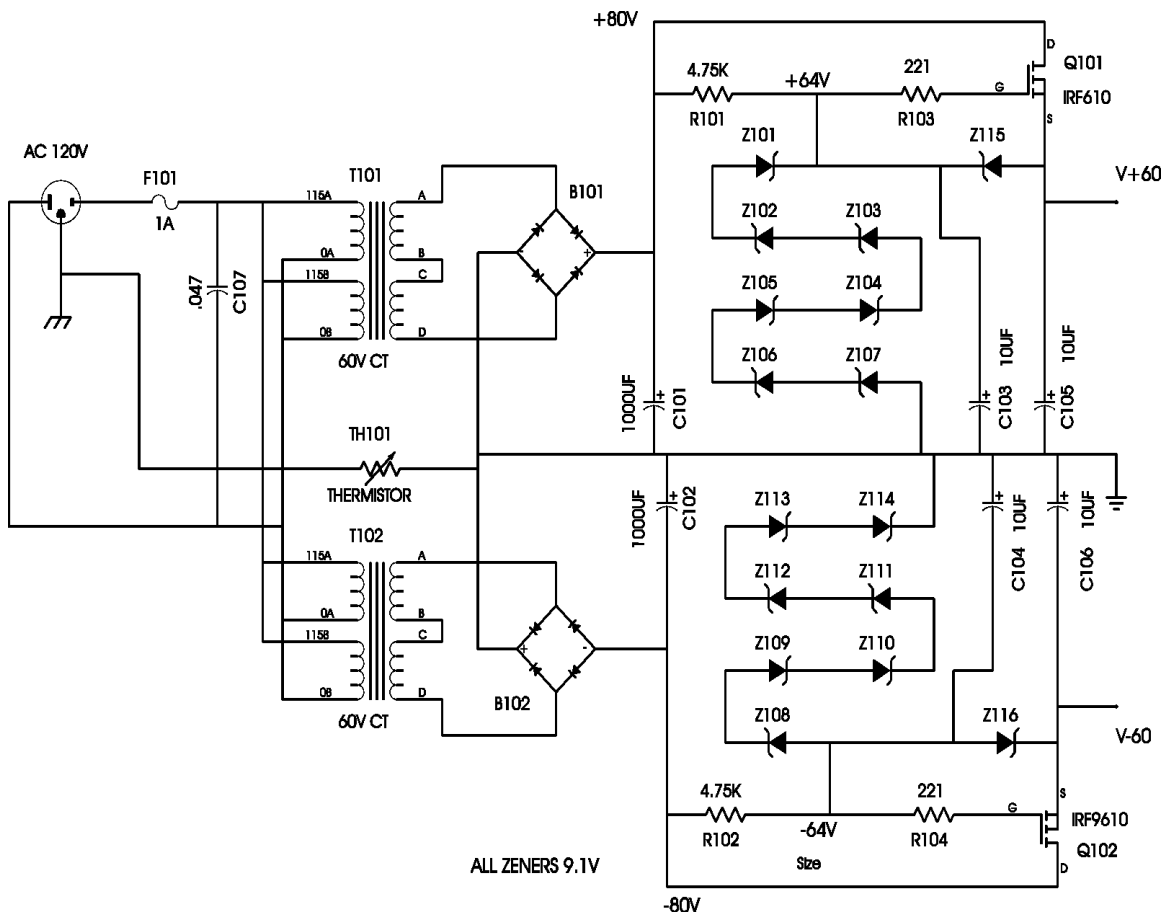 +80V
D
4.75K
+64V
221
Q101
G
IRF610
R101
R103
S
Z101
Z115
AC 120V
F101
T101
V+60
1A
115A
A
B101
Z102
Z103
-
+
0A
B
115B
C
.047
C107
Z105
Z104
0B
D
60V CT
Z106
Z107
1000UF
+
C101
+
C103
10UF
+
C105
10UF
TH101
THERMISTOR
1000UF
+
C102
Z113
Z114
+
C104
10UF
+
C106
10UF
T102
115A
A
Z112
Z111
0A
B
115B
C
+
-
Z109
Z110
0B
D
B102
60V CT
Z108
Z116
V-60
4.75K
221
S
G
IRF9610
R102
-64V
R104
Q102
Size
D
ALL ZENERS 9.1V
-80V